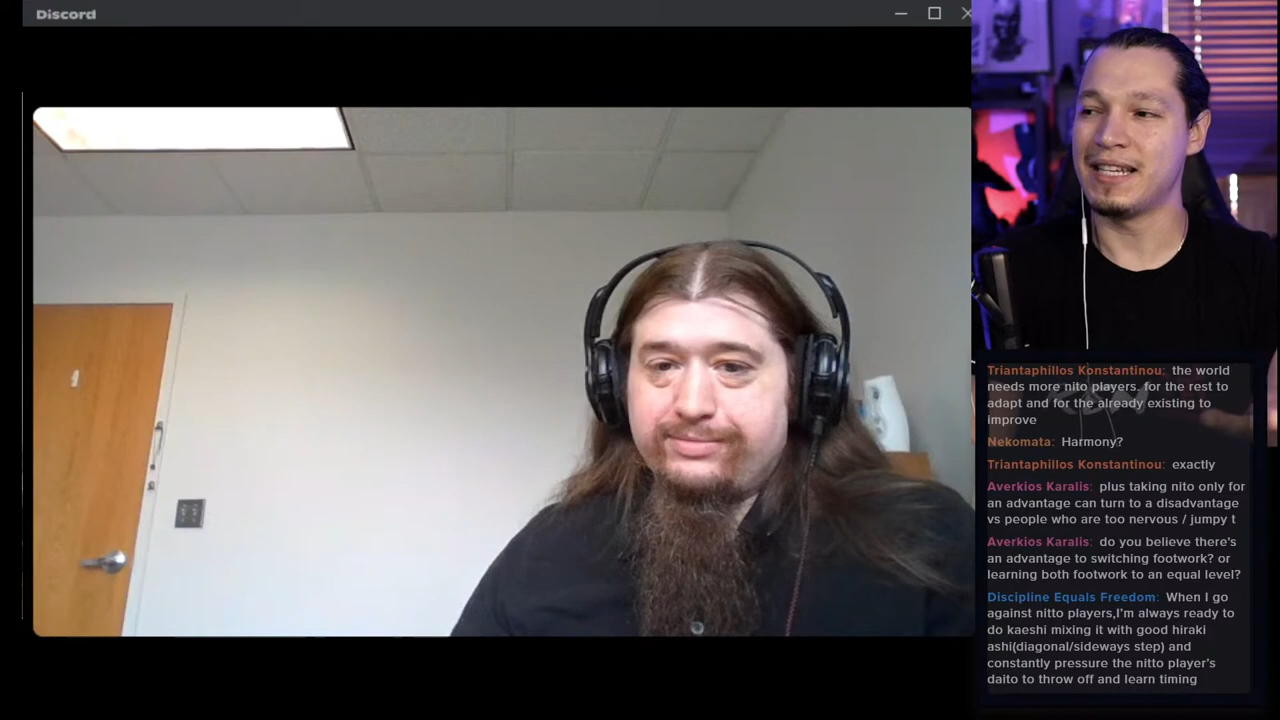 Discord
Triantaphillos Konstantinou: the world
needs more nito players. for the rest to
adapt and for the already existing to
improve
Nekomata: Harmony?
Triantaphillos Konstantinou: exactly
Averkios Karalis: plus taking nito only for
an advantage can turn to a disadvantage
vs people who are too nervous / jumpy t
Averkios Karalis: do you believe there's
an advantage to switching footwork? or
learning both footwork to an equal level?
Discipline Equals Freedom: When I go
against nitto players,I'm always ready to
do kaeshi mixing it with good hiraki
ashi(diagonal/sideways step) and
constantly pressure the nitto player's
daito to throw off and learn timing